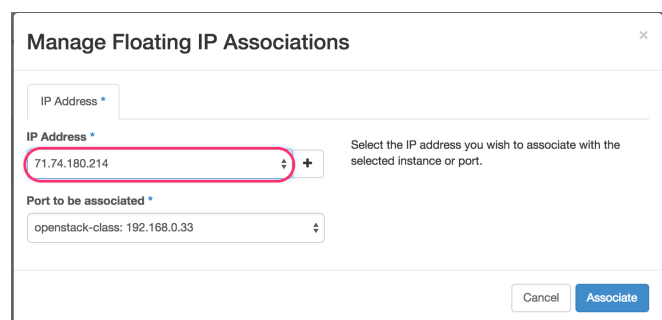 Manage Floating IP Associations
×
IP Address *
IP Address *
71.74.180.214
+
Select the IP address you wish to associate with the
selected instance or port.
Port to be associated *
openstack-class: 192.168.0.33
Cancel
Associate